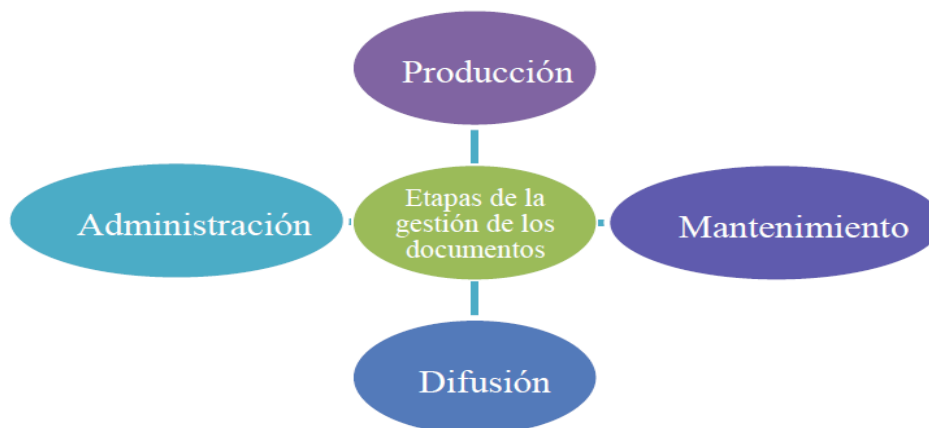 Producción
Administración
Etapas de la
gestión de los
documentos
Mantenimiento
Difusión